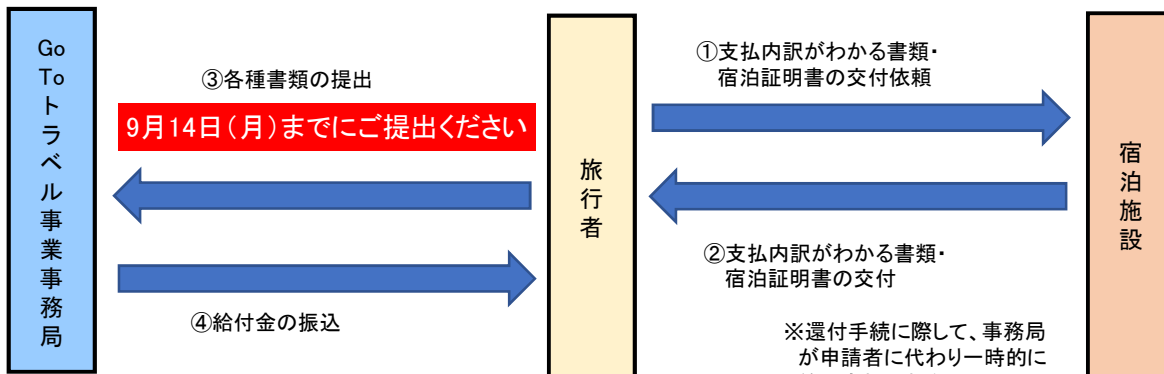 Go Toトラベル事業事務局
③各種書類の提出
9月14日(月)までにご提出ください
④給付金の振込
旅行者
①支払内訳がわかる書類・
宿泊証明書の交付依頼
②支払内訳がわかる書類・
宿泊証明書の交付
※還付手続に際して、事務局
が申請者に代わり一時的に
宿泊施設